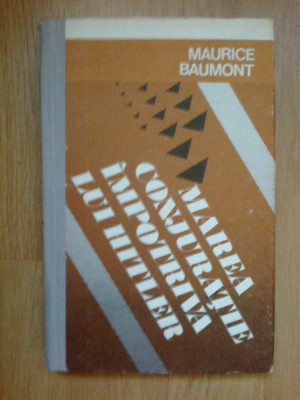 MAURICE
BAUMONT
MAREA
CONJURAȚIE
ÎMPOTRIVA
LUI HITLER